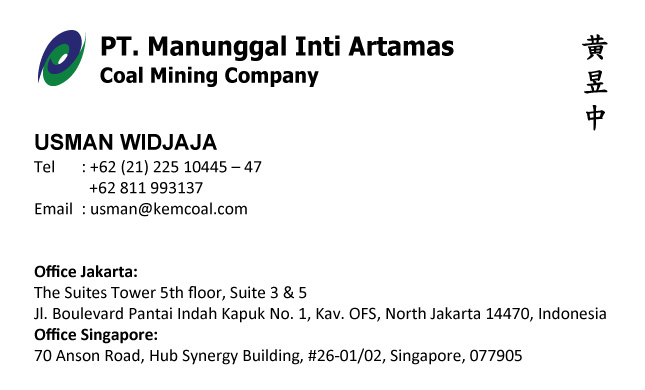 PT. Manunggal Inti Artamas
Coal Mining Company
黄昱中
USMAN WIDJAJA
Tel : +62 (21) 225 10445 – 47
+62 811 993137
Email : usman@kemcoal.com
Office Jakarta:
The Suites Tower 5th floor, Suite 3 & 5
Jl. Boulevard Pantai Indah Kapuk No. 1, Kav. OFS, North Jakarta 14470, Indonesia
Office Singapore:
70 Anson Road, Hub Synergy Building, #26-01/02, Singapore, 077905